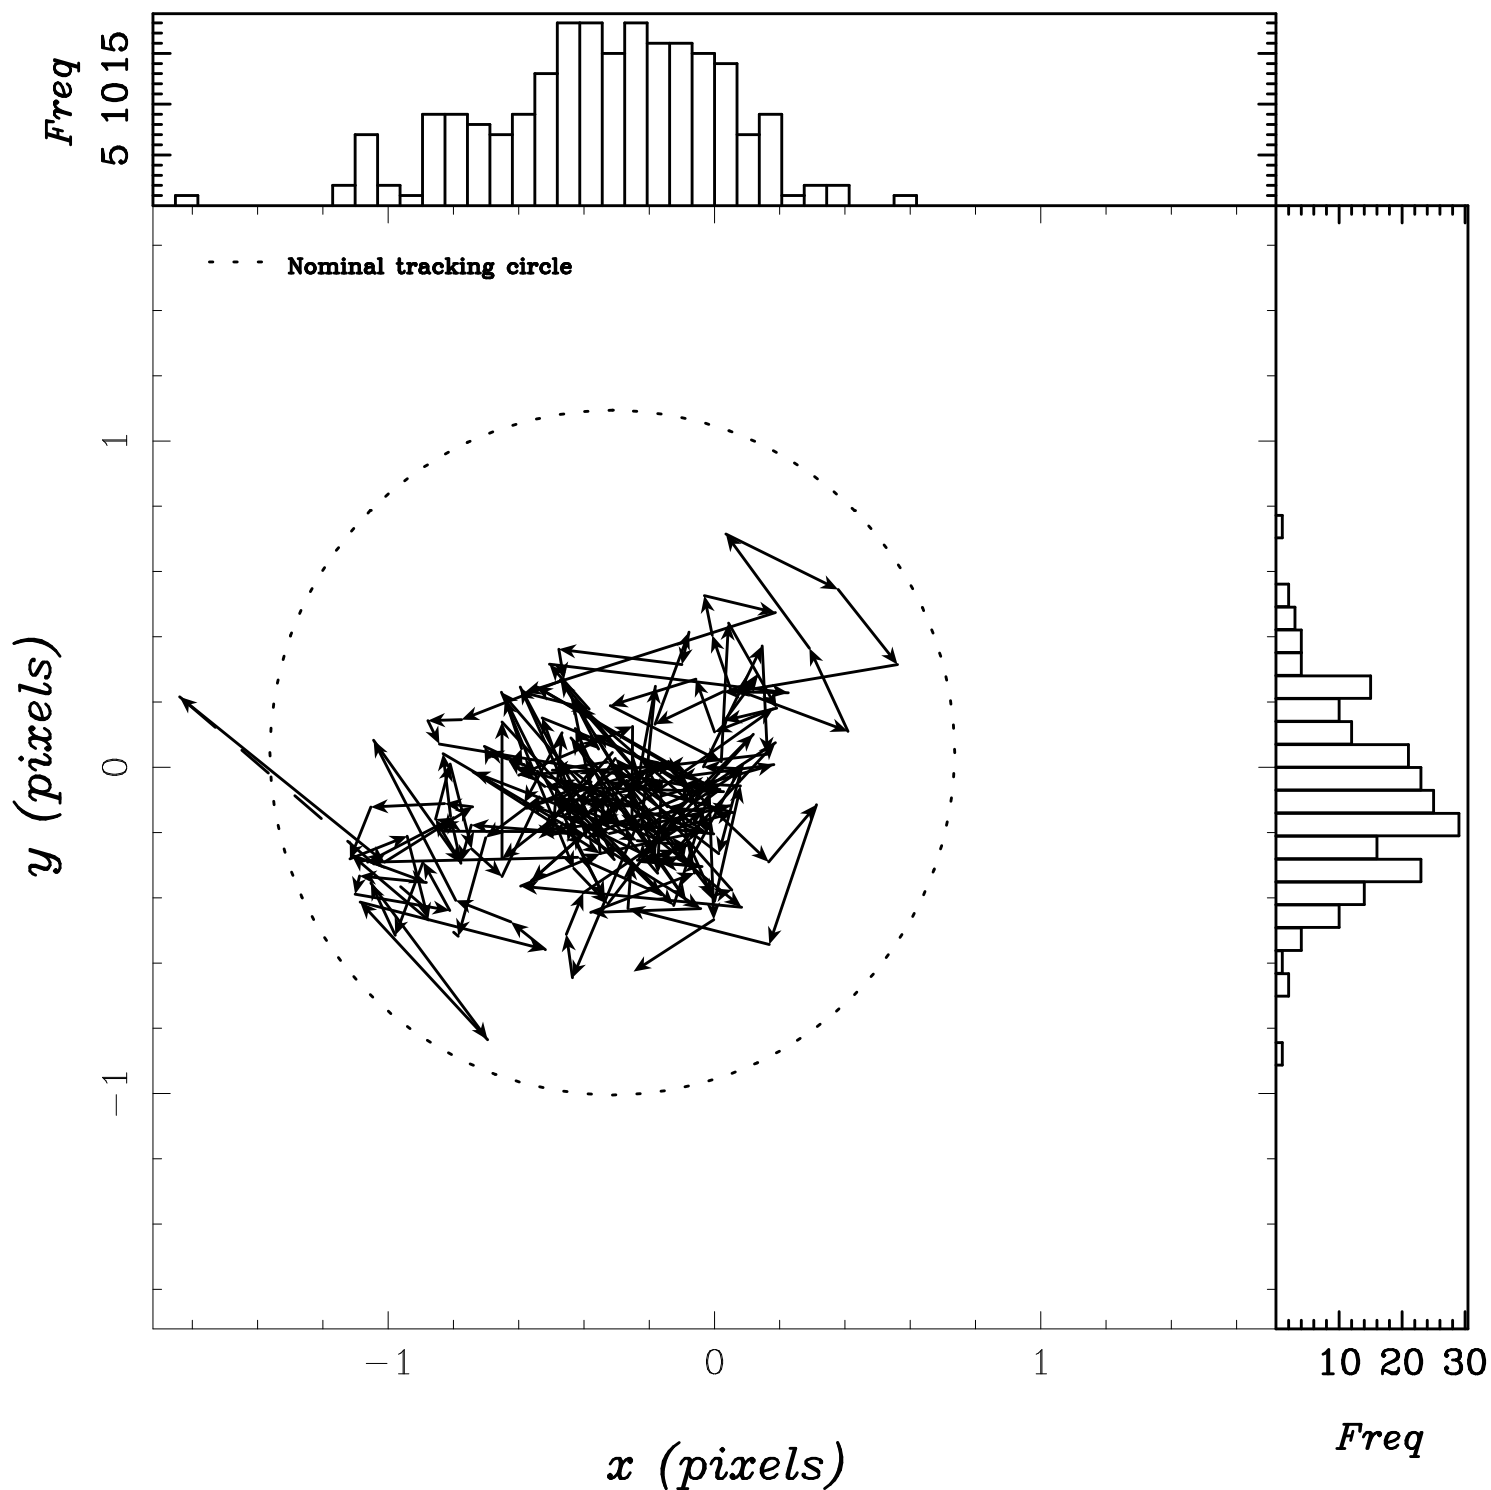 Freq
5 10 15
Nominal tracking circle
1
0
−1
y (pixels)
−1 0 1
10 20 30
x (pixels)
Freq